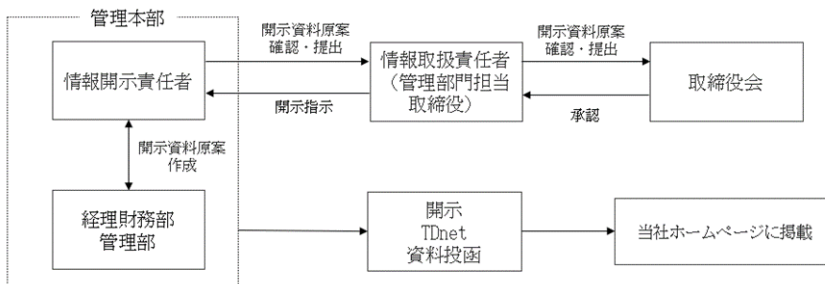 管理本部
情報開示責任者
開示資料原案
確認・提出
情報取扱責任者
(管理部門担当
取締役)
開示資料原案
確認・提出
取締役会
開示指示
承認
開示資料原案
作成
経理財務部
管理部
開示
TDnet
資料投函
当社ホームページに掲載